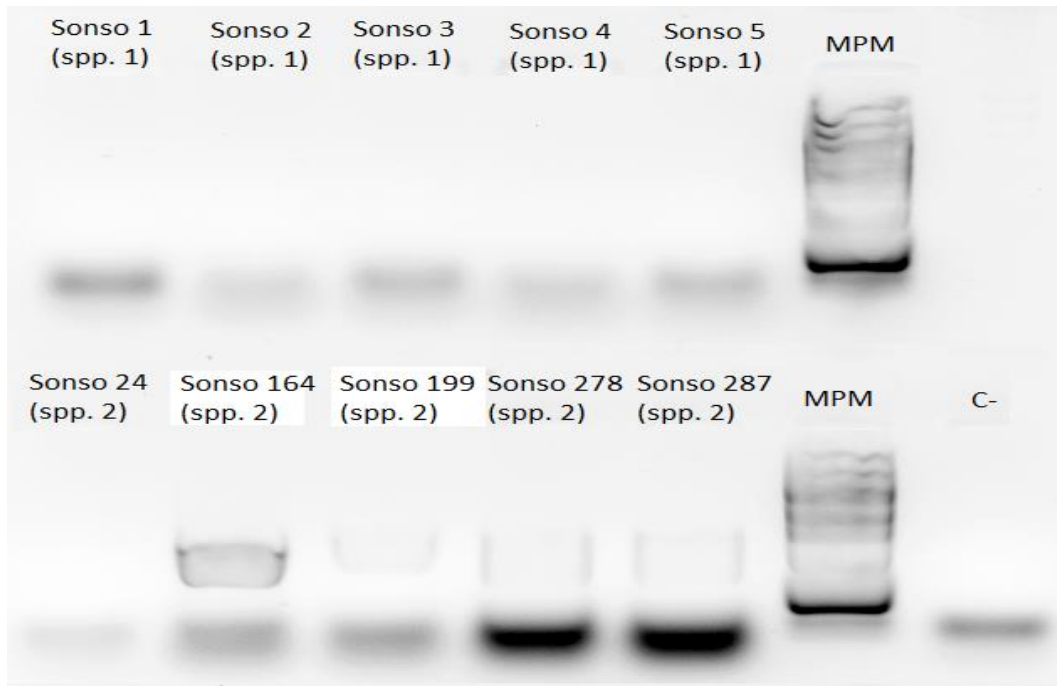 Sonso 1 Sonso 2 Sonso 3 Sonso 4 Sonso 5 MPM
(spp. 1) (spp. 1) (spp. 1) (spp. 1) (spp. 1)
Sonso 24 Sonso 164 Sonso 199 Sonso 278 Sonso 287 MPM C-
(spp. 2) (spp. 2) (spp. 2) (spp. 2) (spp. 2)